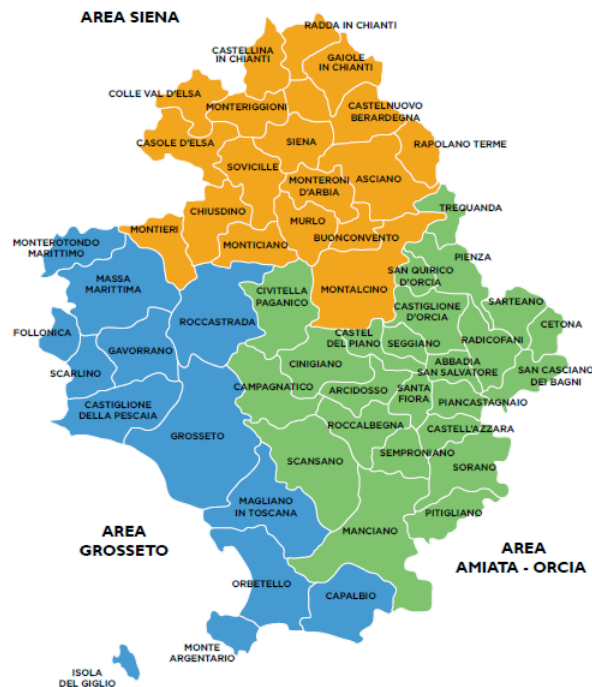 AREA SIENA
RADDA IN CHIANTI
CASTELLINA
IN CHIANTI
GAIOLE
IN CHIANTI
COLLE VAL D'ELSA
MONTERIGGIONI
CASTELNUOVO
BERARDEGNA
CASOLE D'ELSA
SIENA
RAPOLANO TERME
SOVICILLE
MONTERONI
D'ARBIA
ASCIANO
CHIUSDINO
MURLO
TREQUANDA
MONTIERI
MONTICIANO
BUONCONVENTO
MONTEROTONDO
MARITTIMO
PIENZA
MASSA
MARITTIMA
CIVITELLA
PAGANICO
MONTALCINO
SAN QUIRICO
D'ORCIA
SARTEANO
CASTIGLIONE
D'ORCIA
FOLLONICA
ROCCASTRADA
CETONA
CASTEL
DEL PIANO
SEGGIANO
RADICOFANI
GAVORRANO
SCARLINO
CINIGIANO
ABBADIA
SAN SALVATORE
SAN CASCIANO
DEI BAGNI
CAMPAGNATICO
ARCIDOSSO
SANTA
FIORA
PIANCASTAGNAIO
CASTIGLIONE
DELLA PESCAIA
ROCCALBEGNA
CASTELL'AZZARA
GROSSETO
SCANSANO
SEMPRONIANO
SORANO
MAGLIANO
IN TOSCANA
PITIGLIANO
AREA
GROSSETO
MANCIANO
AREA
AMIATA - ORCIA
ORBETELLO
CAPALBIO
MONTE
ARGENTARIO
ISOLA
DEL GIGLIO